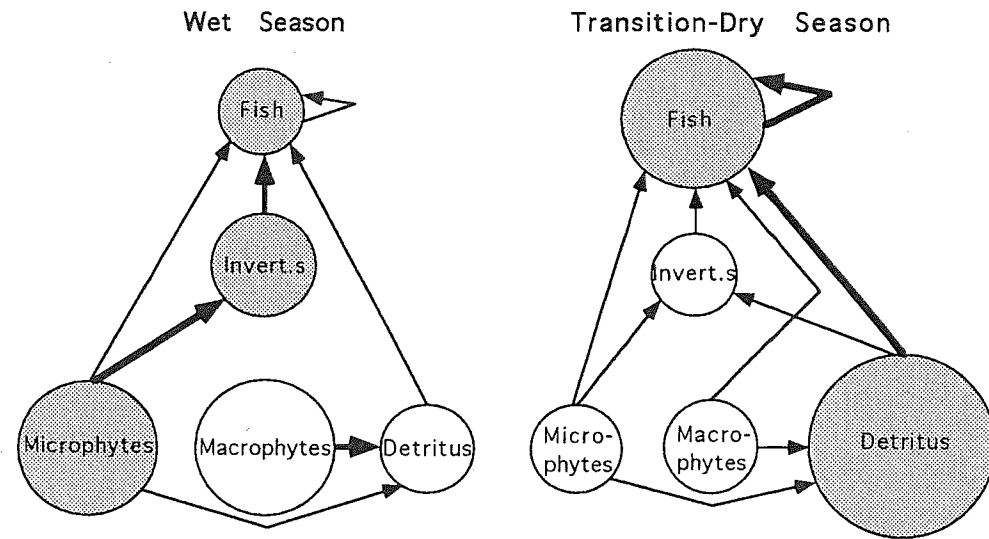 Wet Season
Fish
Invert.s
Microphytes
Macrophytes
Detritus
Transition-Dry Season
Fish
Invert.s
Micro-
phytes
Macro-
phytes
Detritus